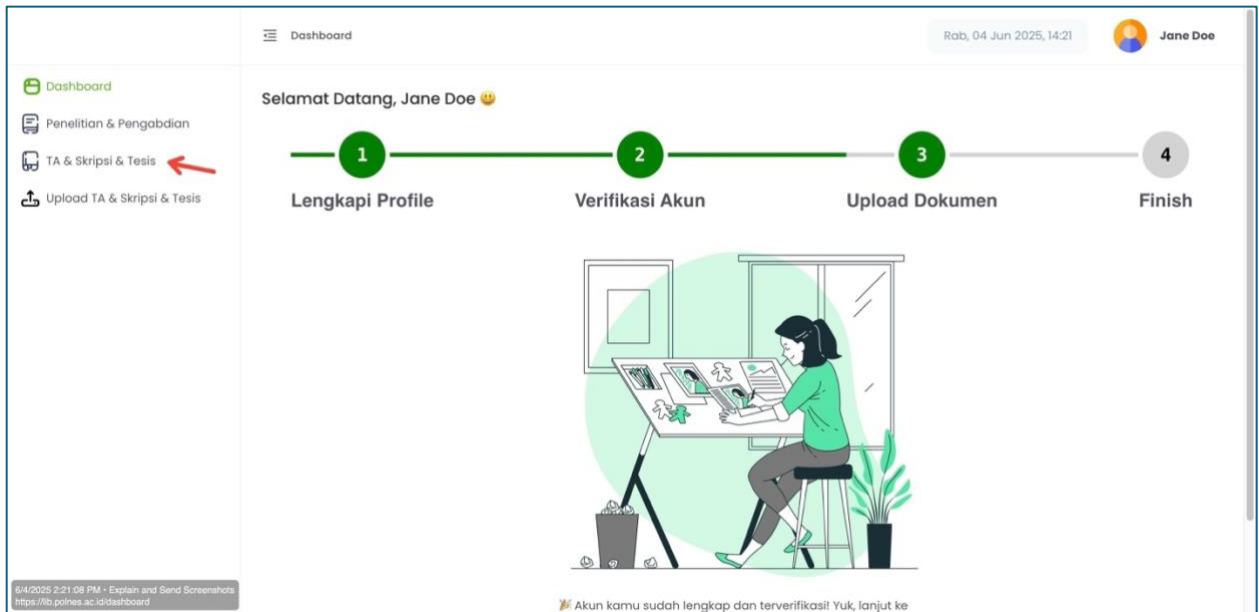 Dashboard
Rab, 04 Jun 2025, 14:21
Jane Doe
Dashboard
Penelitian & Pengabdian
TA & Skripsi & Tesis
Upload TA & Skripsi & Tesis
Selamat Datang, Jane Doe 😃
1
2
3
4
Lengkapi Profile
Verifikasi Akun
Upload Dokumen
Finish
🎉 Akun kamu sudah lengkap dan terverifikasi! Yuk, lanjut ke
6/4/2025 2:21:08 PM • Explain and Send Screenshots
https://lib.polnes.ac.id/dashboard